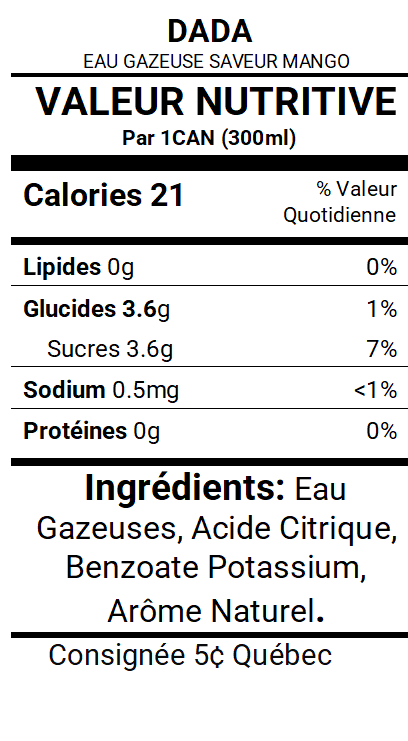 DADA
EAU GAZEUSE SAVEUR MANGO
VALEUR NUTRITIVE
Par 1CAN (300ml)
Calories 21
% Valeur
Quotidienne
Lipides 0g 0%
Glucides 3.6g 1%
Sucres 3.6g 7%
Sodium 0.5mg <1%
Protéines 0g 0%
Ingrédients: Eau
Gazeuses, Acide Citrique,
Benzoate Potassium,
Arôme Naturel.
Consignée 5¢ Québec